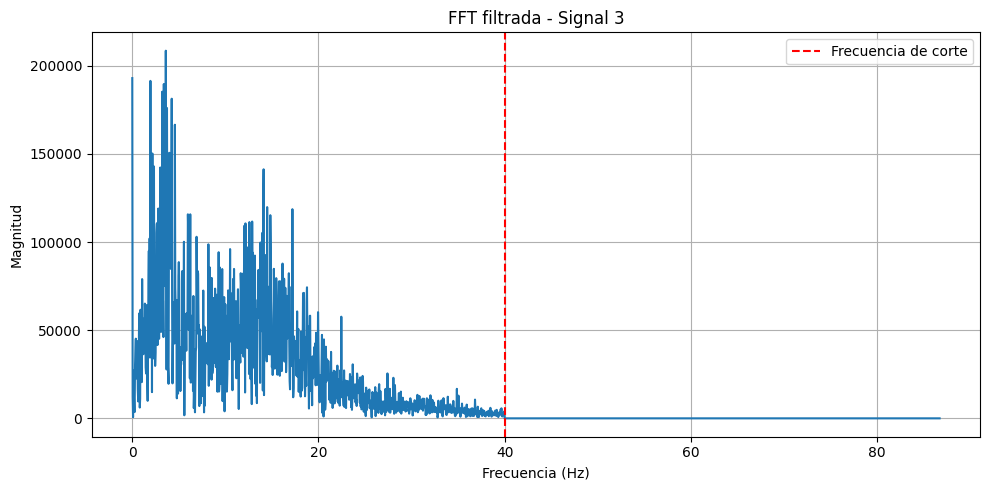 FFT filtrada - Signal 3
Frecuencia de corte
Magnitud
200000
150000
100000
50000
0
0
20
40
60
80
Frecuencia (Hz)